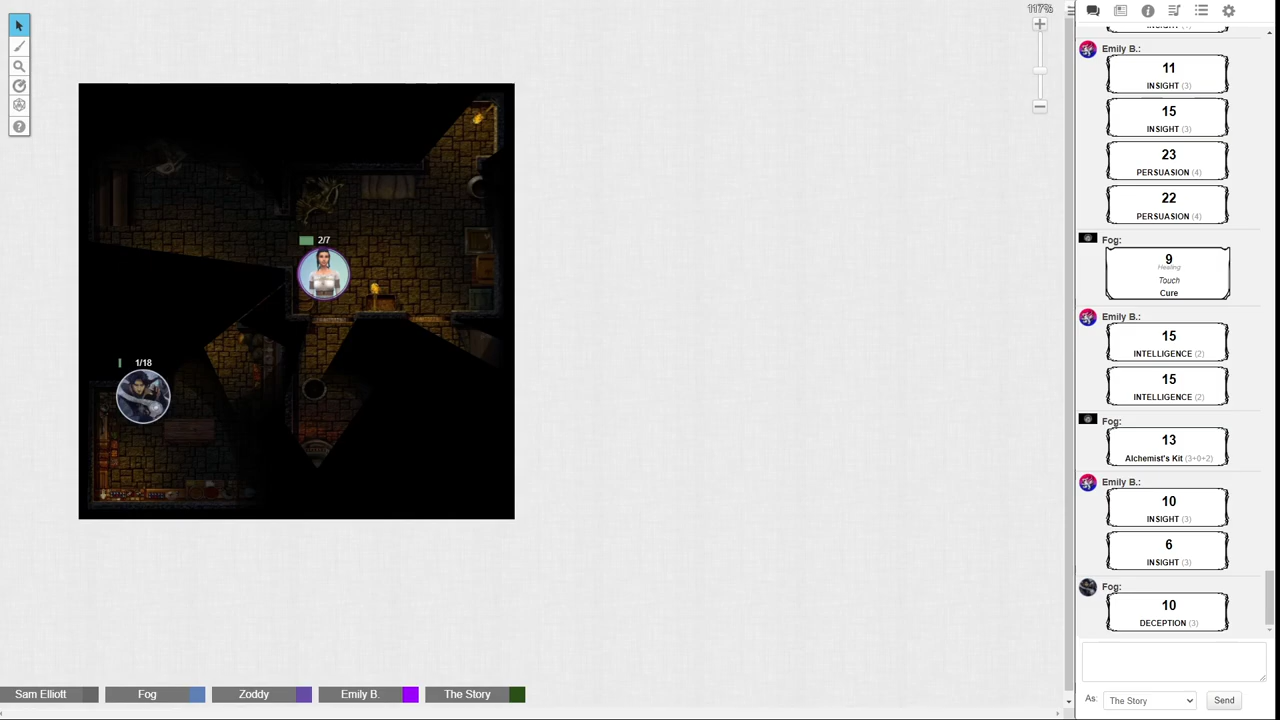 117%
2/7
1/18
Emily B.:
11
INSIGHT (3)
15
INSIGHT (3)
23
PERSUASION (4)
22
PERSUASION (4)
Fog:
9
Healing
Touch
Cure
Emily B.:
15
INTELLIGENCE (2)
15
INTELLIGENCE (2)
Fog:
13
Alchemist's Kit (3+0+2)
Emily B.:
10
INSIGHT (3)
6
INSIGHT (3)
Fog:
10
DECEPTION (3)
As: The Story Send
Sam Elliott Fog Zoddy Emily B. The Story